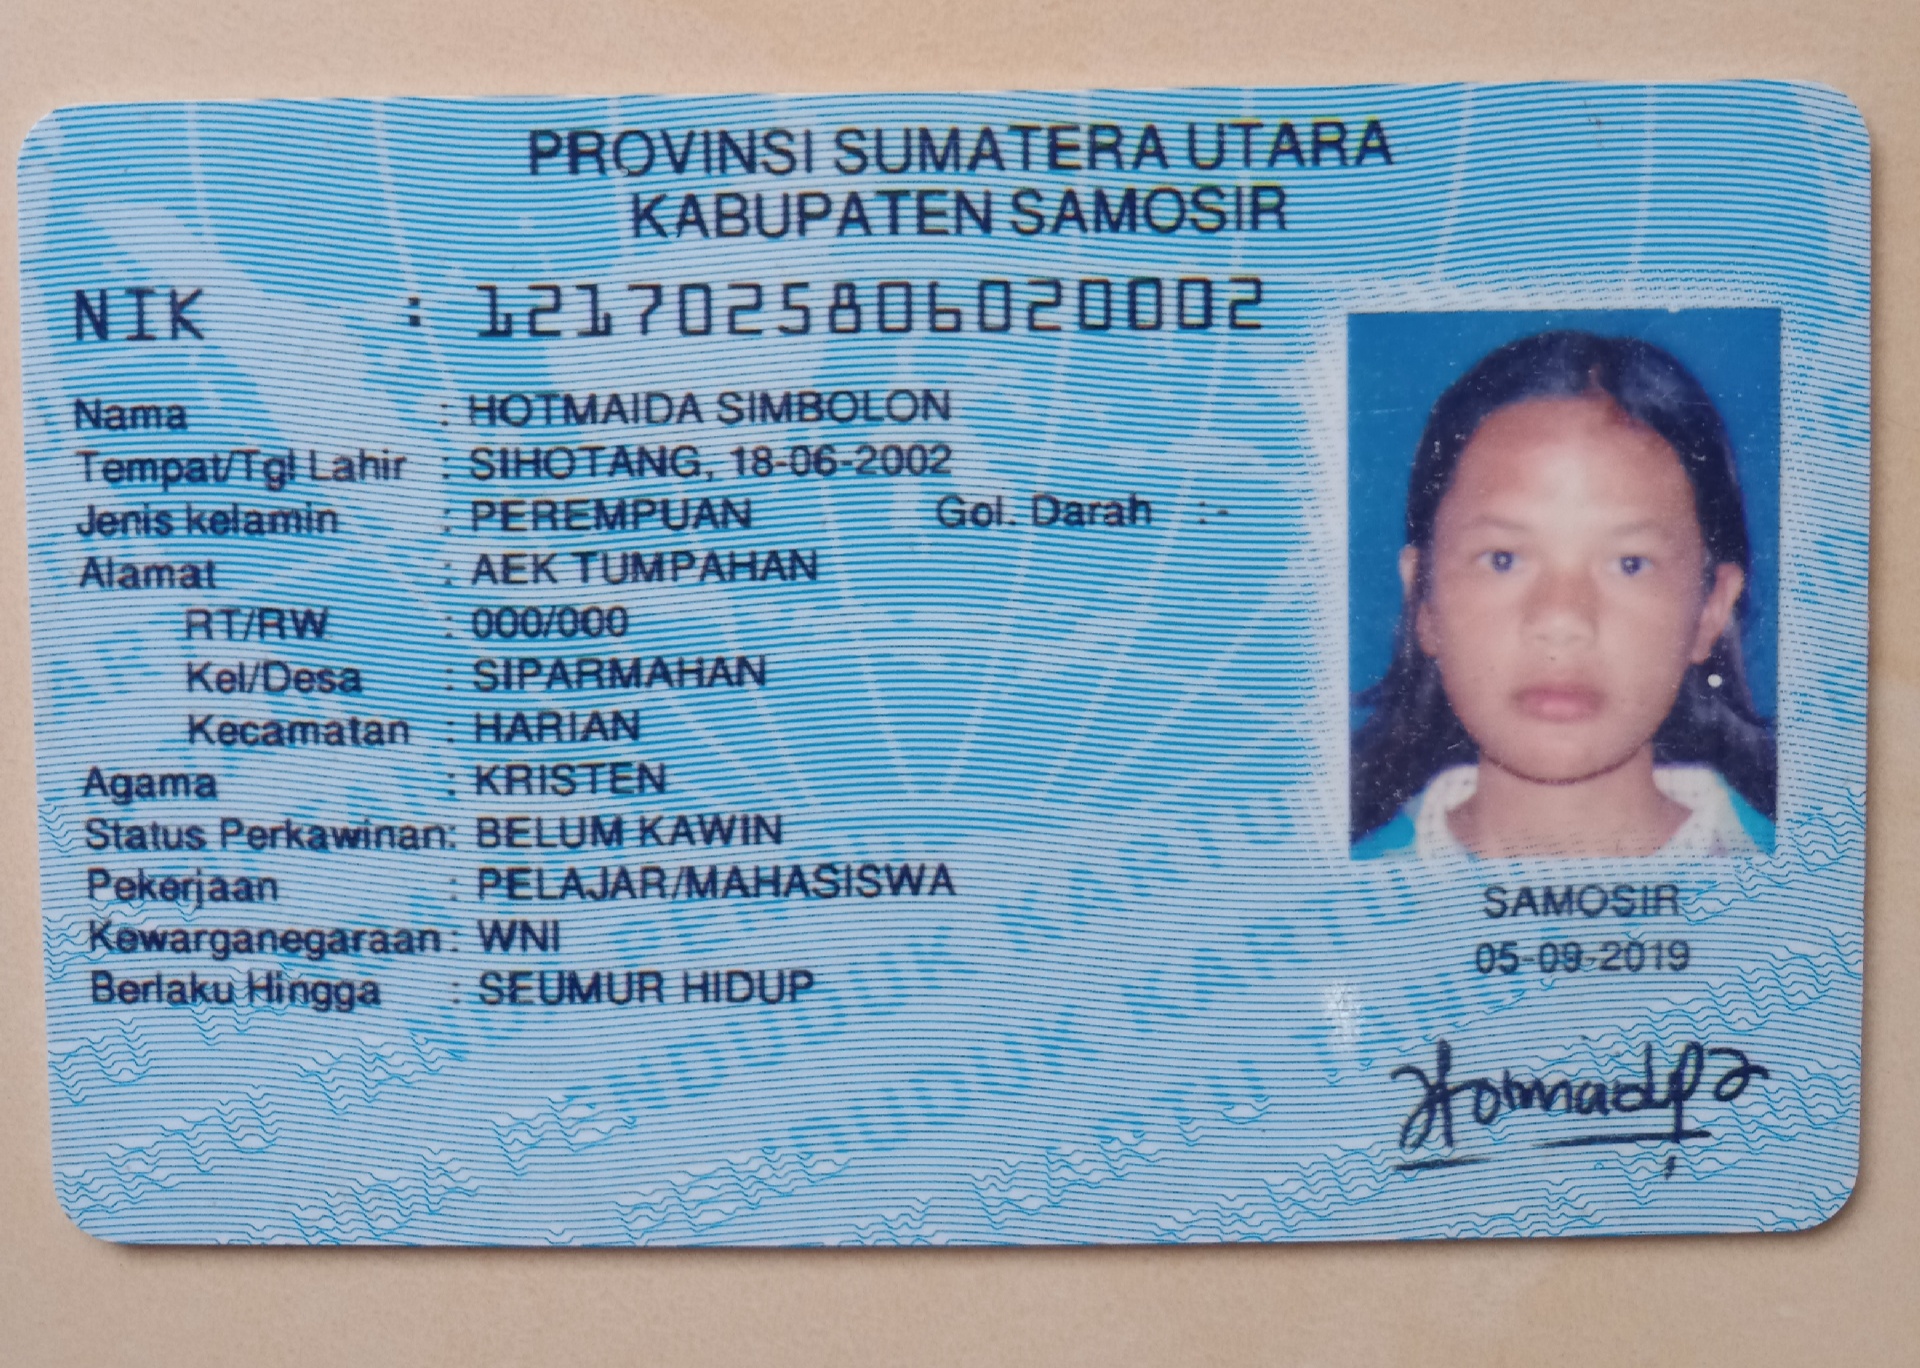 PROVINSI SUMATERA UTARA
KABUPATEN SAMOSIR
NIK : 1217025806020002
Nama : HOTMAIDA SIMBOLON
Tempat/Tgl Lahir : SIHOTANG, 18-06-2002
Jenis kelamin : PEREMPUAN Gol. Darah : -
Alamat : AEK TUMPAHAN
RT/RW : 000/000
Kel/Desa : SIPARMAHAN
Kecamatan : HARIAN
Agama : KRISTEN
Status Perkawinan: BELUM KAWIN
Pekerjaan : PELAJAR/MAHASISWA
Kewarganegaraan: WNI
Berlaku Hingga : SEUMUR HIDUP
SAMOSIR
05-09-2019